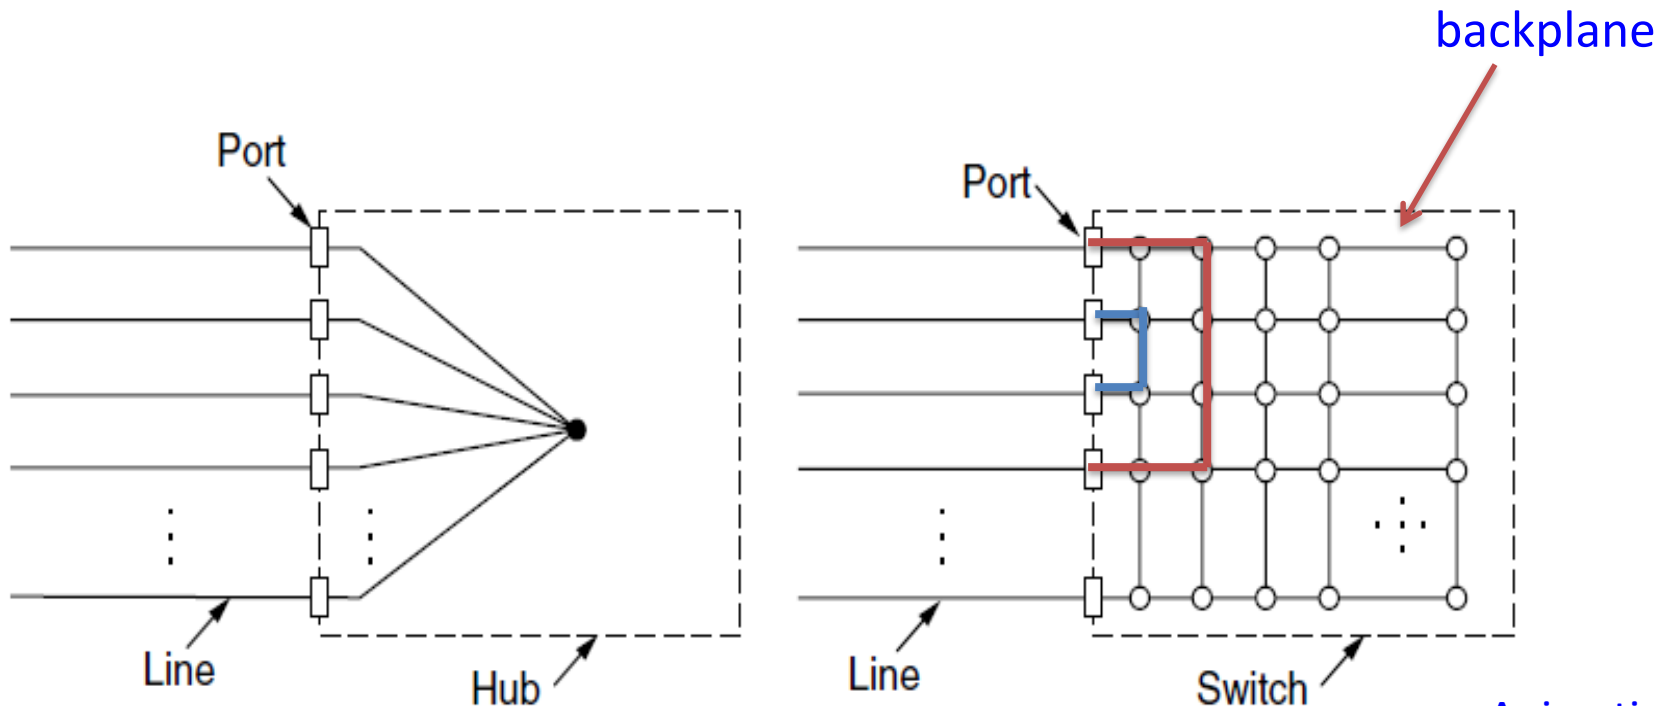 backplane
Port
Port
Line
Hub
Line
Switch